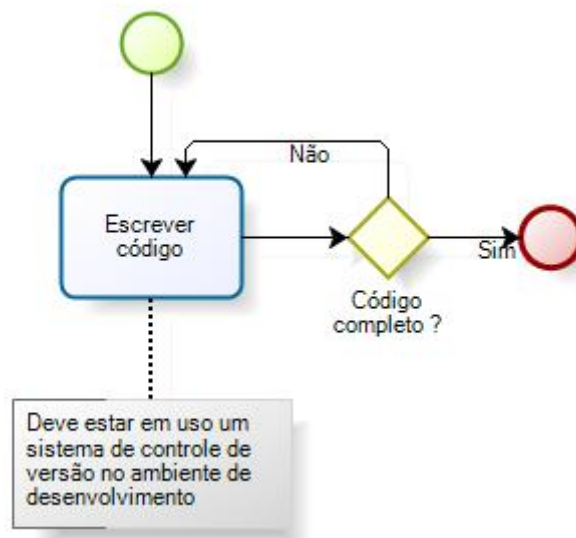 Não
Escrever
código
Sim
Código
completo ?
Deve estar em uso um
sistema de controle de
versão no ambiente de
desenvolvimento